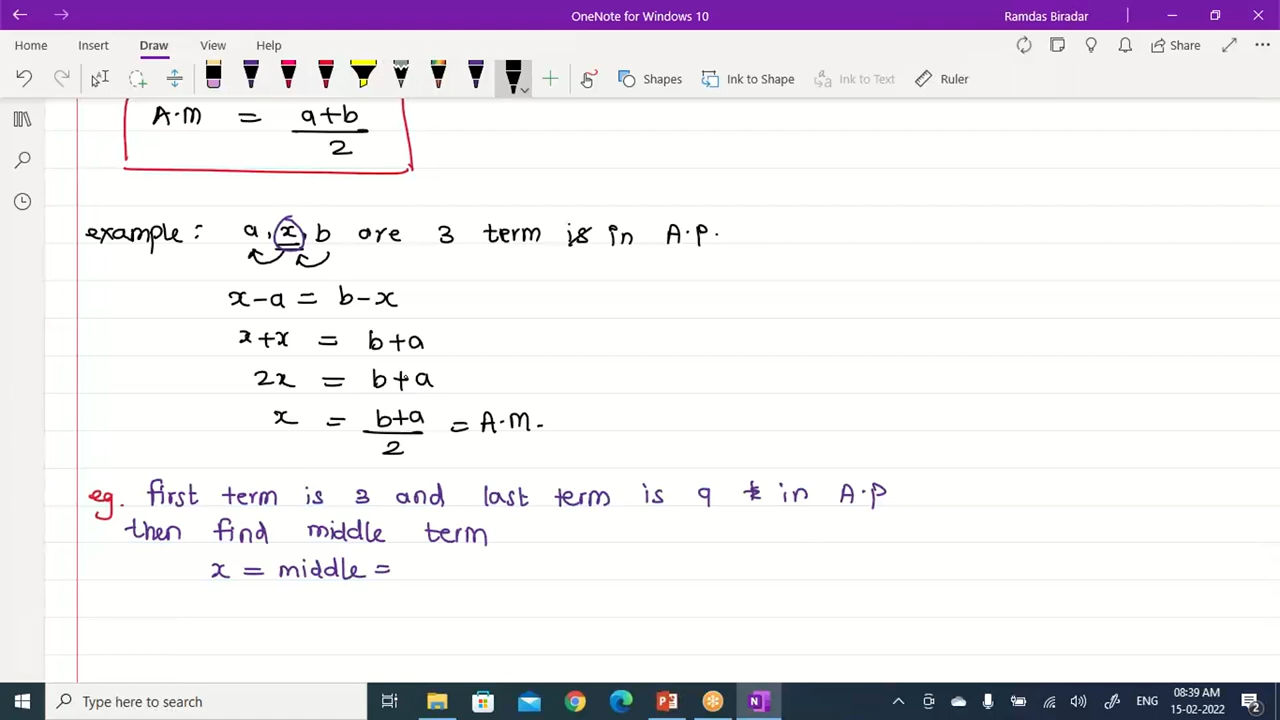 OneNote for Windows 10
Ramdas Biradar
Home Insert Draw View Help
Share
Shapes
Ink to Shape
Ink to Text
Ruler
A.M = a+b
2
example: a, x, b are 3 term is in A.P.
x-a = b-x
x+x = b+a
2x = b+a
x = b+a = A.M.
2
eg. first term is 3 and last term is 9 in A.P
then find middle term
x = middle =
Type here to search
ENG
08:39 AM
15-02-2022
2